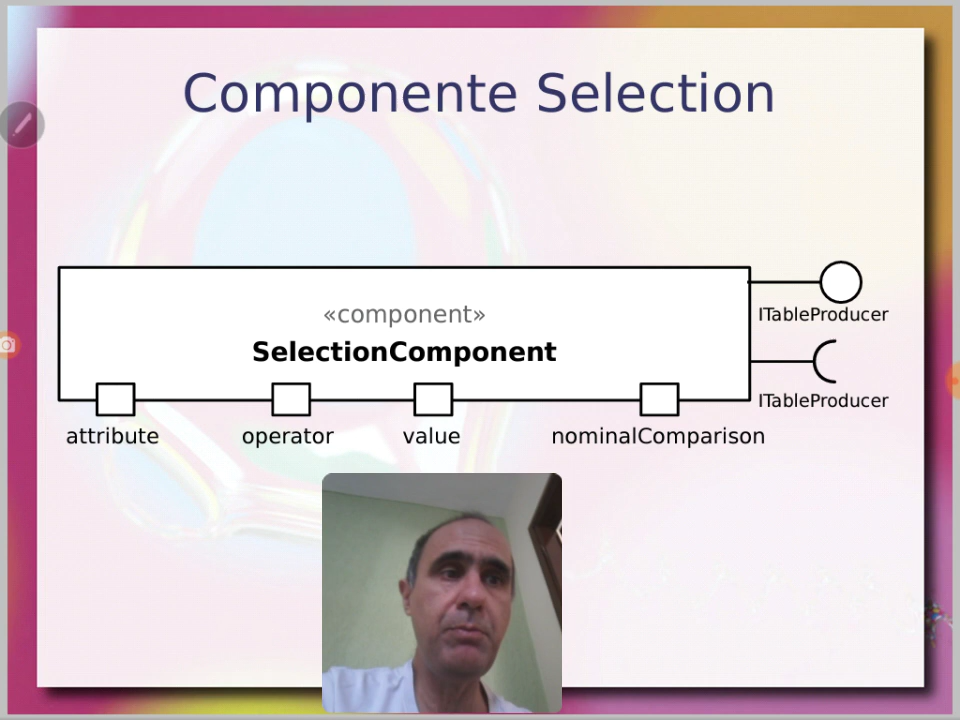 Componente Selection
«component»
SelectionComponent
ITableProducer
ITableProducer
attribute
operator
value
nominalComparison